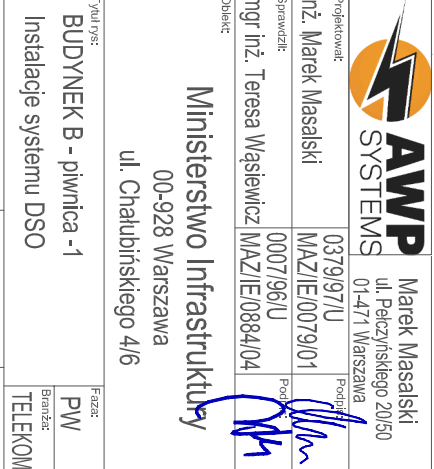 AWP
SYSTEMS
Marek Masalski
ul. Pełczyńskiego 20/50
01-471 Warszawa
Projektował:
inż. Marek Masalski
0379/97/U
MAZ/IE/0079/01
Podpis:
Sprawdził:
mgr inż. Teresa Wąsiewicz
0007/96/U
MAZ/IE/0884/04
Obiekt:
Ministerstwo Infrastruktury
00-928 Warszawa
ul. Chałubińskiego 4/6
Tytuł rys:
BUDYNEK B - piwnica -1
Instalacje systemu DSO
Faza:
PW
Branża:
TELEKOM